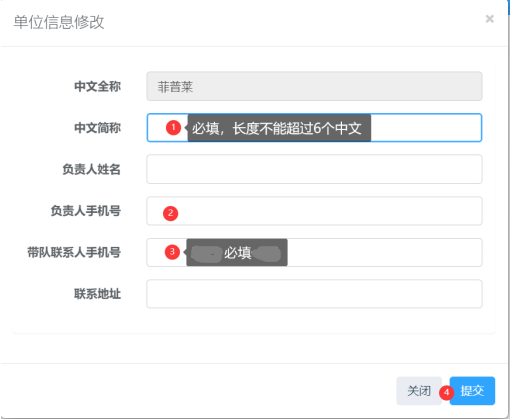 单位信息修改 ×
中文全称 菲普莱
中文简称 1 必填，长度不能超过6个中文
负责人姓名
负责人手机号 2
带队联系人手机号 3 必填
联系地址
关闭 4 提交